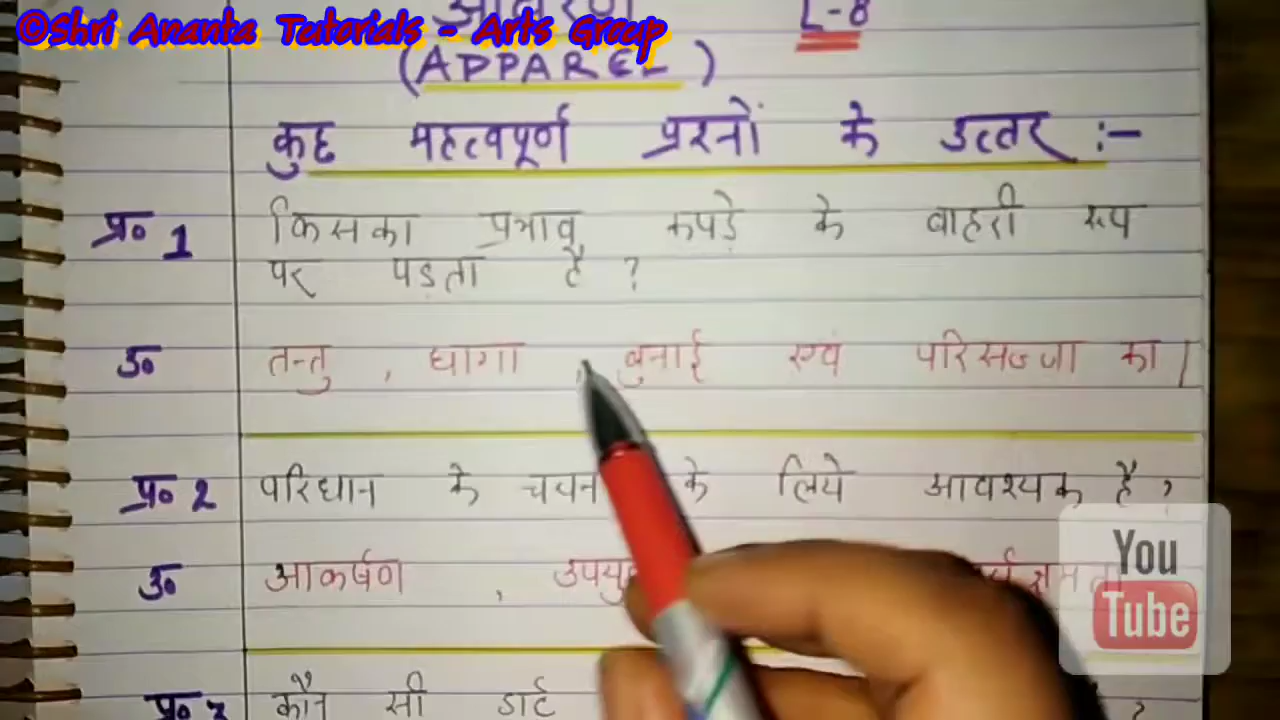 ©Shri Ananta Tutorials - Arts Group
आवरण L-8
(APPAREL)
कुछ महत्वपूर्ण प्रश्नों के उत्तर :-
प्र० 1 किसका प्रभाव कपड़े के बाहरी रूप
पर पड़ता है ?
उ० तन्तु , धागा , बुनाई एवं परिसज्जा का |
प्र० 2 परिधान के चयन के लिये आवश्यक है ?
उ० आकर्षण ,
प्र० 3 कौन सी डार्ट ?
You
Tube